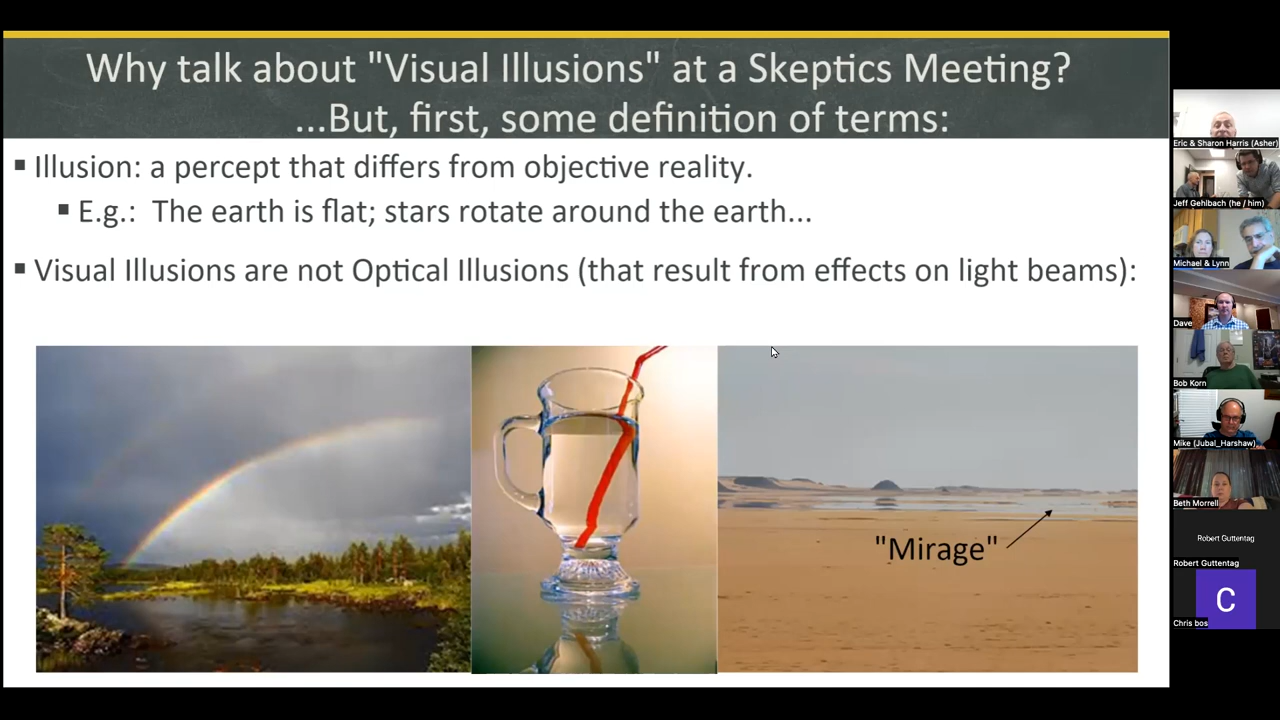 Why talk about "Visual Illusions" at a Skeptics Meeting?
...But, first, some definition of terms:
▪ Illusion: a percept that differs from objective reality.
▪ E.g.: The earth is flat; stars rotate around the earth...
▪ Visual Illusions are not Optical Illusions (that result from effects on light beams):
"Mirage"
Eric & Sharon Harris (Asher)
Jeff Gehlbach (he / him)
Michael & Lynn
Dave
Bob Korn
Mike (Jubal_Harshaw)
Beth Morrell
Robert Guttentag
Robert Guttentag
C
Chris bos